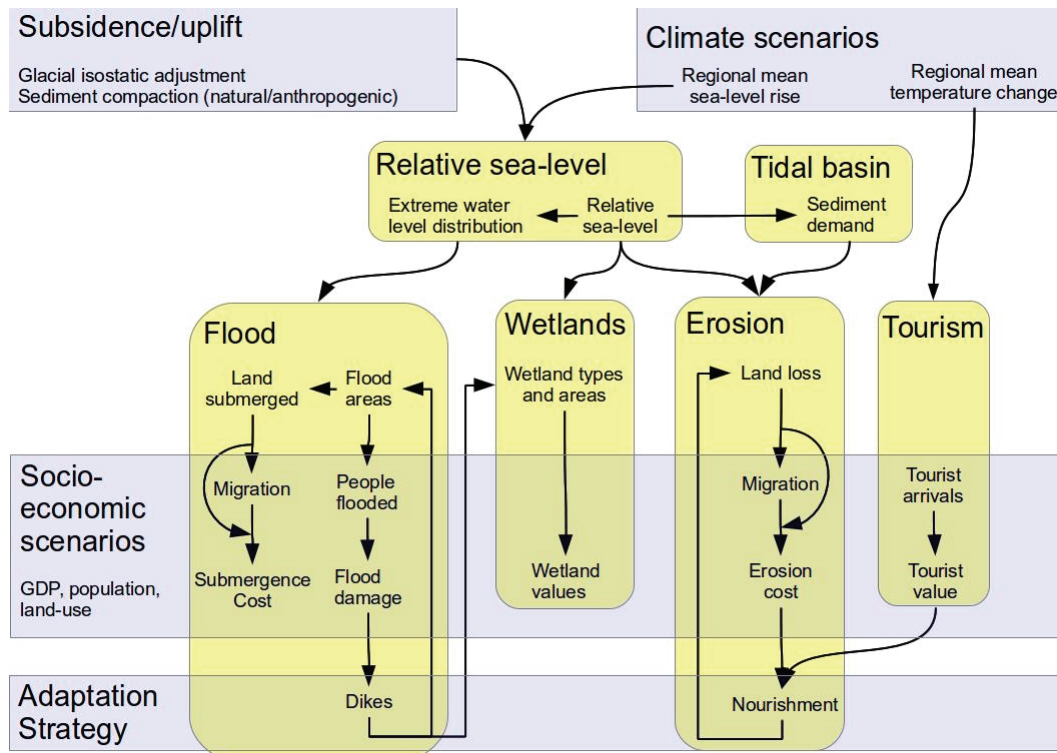 Subsidence/uplift
Glacial isostatic adjustment
Sediment compaction (natural/anthropogenic)
Climate scenarios
Regional mean
sea-level rise
Regional mean
temperature change
Relative sea-level
Extreme water
level distribution
Relative
sea-level
Tidal basin
Sediment
demand
Flood
Land
submerged
Flood
areas
Wetlands
Wetland types
and areas
Erosion
Land loss
Tourism
Socio-
economic
scenarios
GDP, population,
land-use
Migration
People
flooded
Submergence
Cost
Flood
damage
Wetland
values
Migration
Erosion
cost
Tourist
arrivals
Tourist
value
Adaptation
Strategy
Dikes
Nourishment